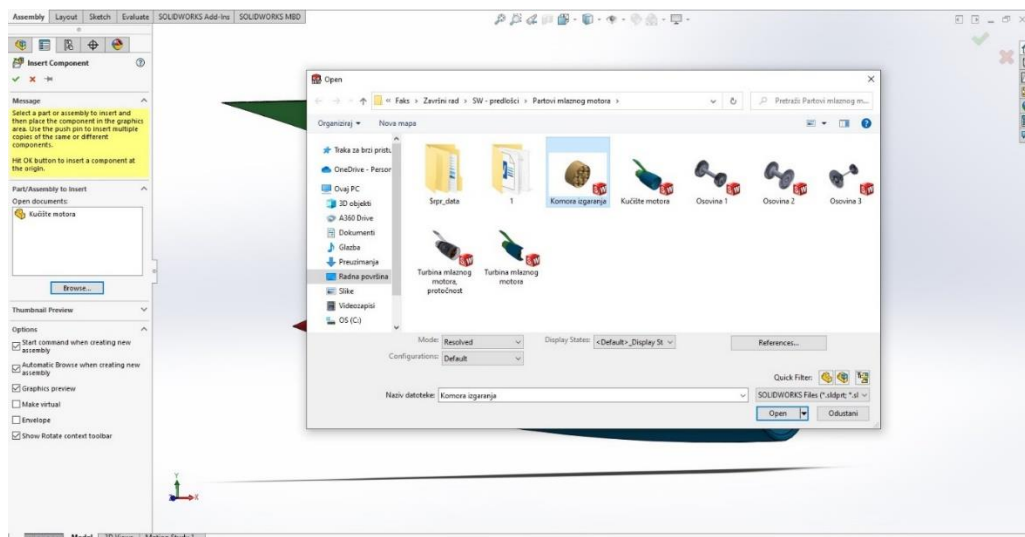 Assembly Layout Sketch Evaluate SOLIDWORKS Add-Ins SOLIDWORKS MBD
Insert Component
Message
Select a part or assembly to insert and
then place the component in the graphics
area. Use the push pin to insert multiple
copies of the same or different
components.
Hit OK button to insert a component at
the origin.
Part/Assembly to Insert
Open documents:
Kućište motora
Browse...
Thumbnail Preview
Options
Start command when creating new
assembly
Automatic Browse when creating new
assembly
Graphics preview
Make virtual
Envelope
Show Rotate context toolbar
Open
« Faks › Završni rad › SW - predlošci › Partovi mlaznog motora ›
Pretraži Partovi mlaznog m...
Organiziraj Nova mapa
Traka za brzi pristu
OneDrive - Person
Ovaj PC
3D objekti
A360 Drive
Dokumenti
Glazba
Preuzimanja
Radna površina
Slike
Videozapisi
OS (C:)
$rpr_data
1
Komora izgaranja
Kućište motora
Osovina 1
Osovina 2
Osovina 3
Turbina mlaznog
motora,
protočnost
Turbina mlaznog
motora
Mode: Resolved
Display States: <Default>_Display St
References...
Configurations: Default
Quick Filter:
Naziv datoteke: Komora izgaranja
SOLIDWORKS Files (*.sldprt; *.sl
Open Odustani
Y
X
Model 3D Views Motion Study 1